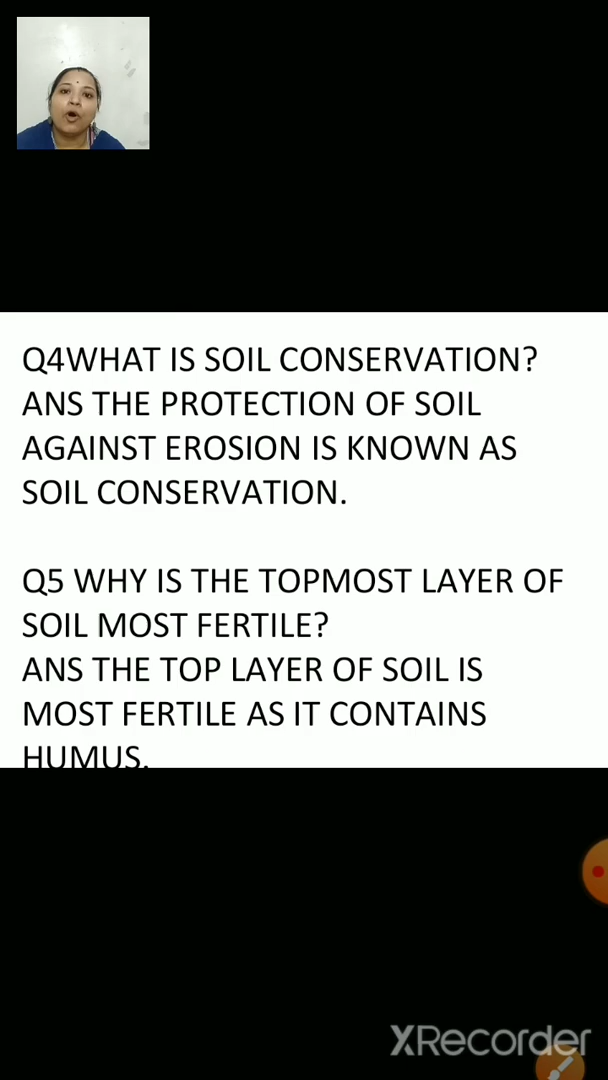 Q4WHAT IS SOIL CONSERVATION?
ANS THE PROTECTION OF SOIL
AGAINST EROSION IS KNOWN AS
SOIL CONSERVATION.
Q5 WHY IS THE TOPMOST LAYER OF
SOIL MOST FERTILE?
ANS THE TOP LAYER OF SOIL IS
MOST FERTILE AS IT CONTAINS
HUMUS.
XRecorder